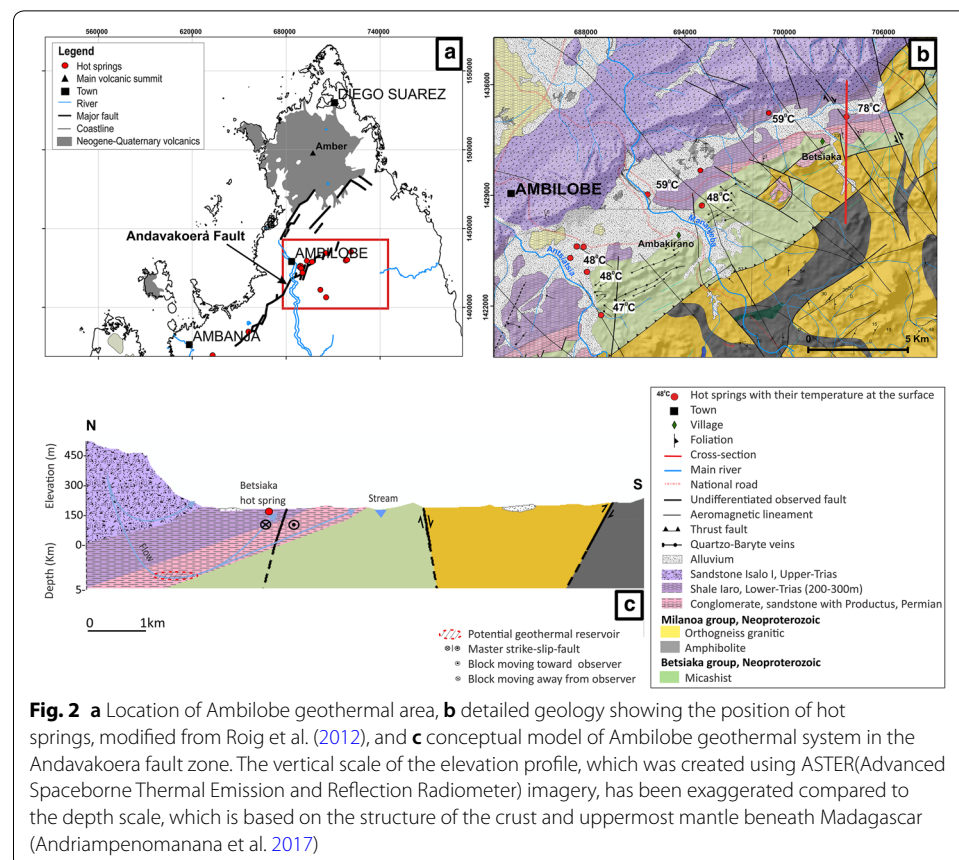 560000
620000
680000
740000
a
Legend
Hot springs
Main volcanic summit
Town
River
Major fault
Coastline
Neogene-Quaternary volcanics
DIEGO SUAREZ
Amber
Andavakoera Fault
AMBILOBE
AMBANJA
1550000
1500000
1450000
1400000
688000
694000
700000
706000
b
1436000
1429000
1422000
78°C
59°C
Betsiaka
AMBILOBE
59°C
48°C
Ambakirano
48°C
48°C
47°C
0
5 Km
N
S
Elevation (m)
450
300
150
0
Depth (Km)
5
Betsiaka
hot spring
Stream
Flow
c
0
1km
Potential geothermal reservoir
Master strike-slip-fault
Block moving toward observer
Block moving away from observer
48°C
Hot springs with their temperature at the surface
Town
Village
Foliation
Cross-section
Main river
National road
Undifferentiated observed fault
Aeromagnetic lineament
Thrust fault
Quartzo-Baryte veins
Alluvium
Sandstone Isalo I, Upper-Trias
Shale Iaro, Lower-Trias (200-300m)
Conglomerate, sandstone with Productus, Permian
Milanoa group, Neoproterozoic
Orthogneiss granitic
Amphibolite
Betsiaka group, Neoproterozoic
Micashist
Fig. 2 a Location of Ambilobe geothermal area, b detailed geology showing the position of hot
springs, modified from Roig et al. (2012), and c conceptual model of Ambilobe geothermal system in the
Andavakoera fault zone. The vertical scale of the elevation profile, which was created using ASTER(Advanced
Spaceborne Thermal Emission and Reflection Radiometer) imagery, has been exaggerated compared to
the depth scale, which is based on the structure of the crust and uppermost mantle beneath Madagascar
(Andriampenomanana et al. 2017)